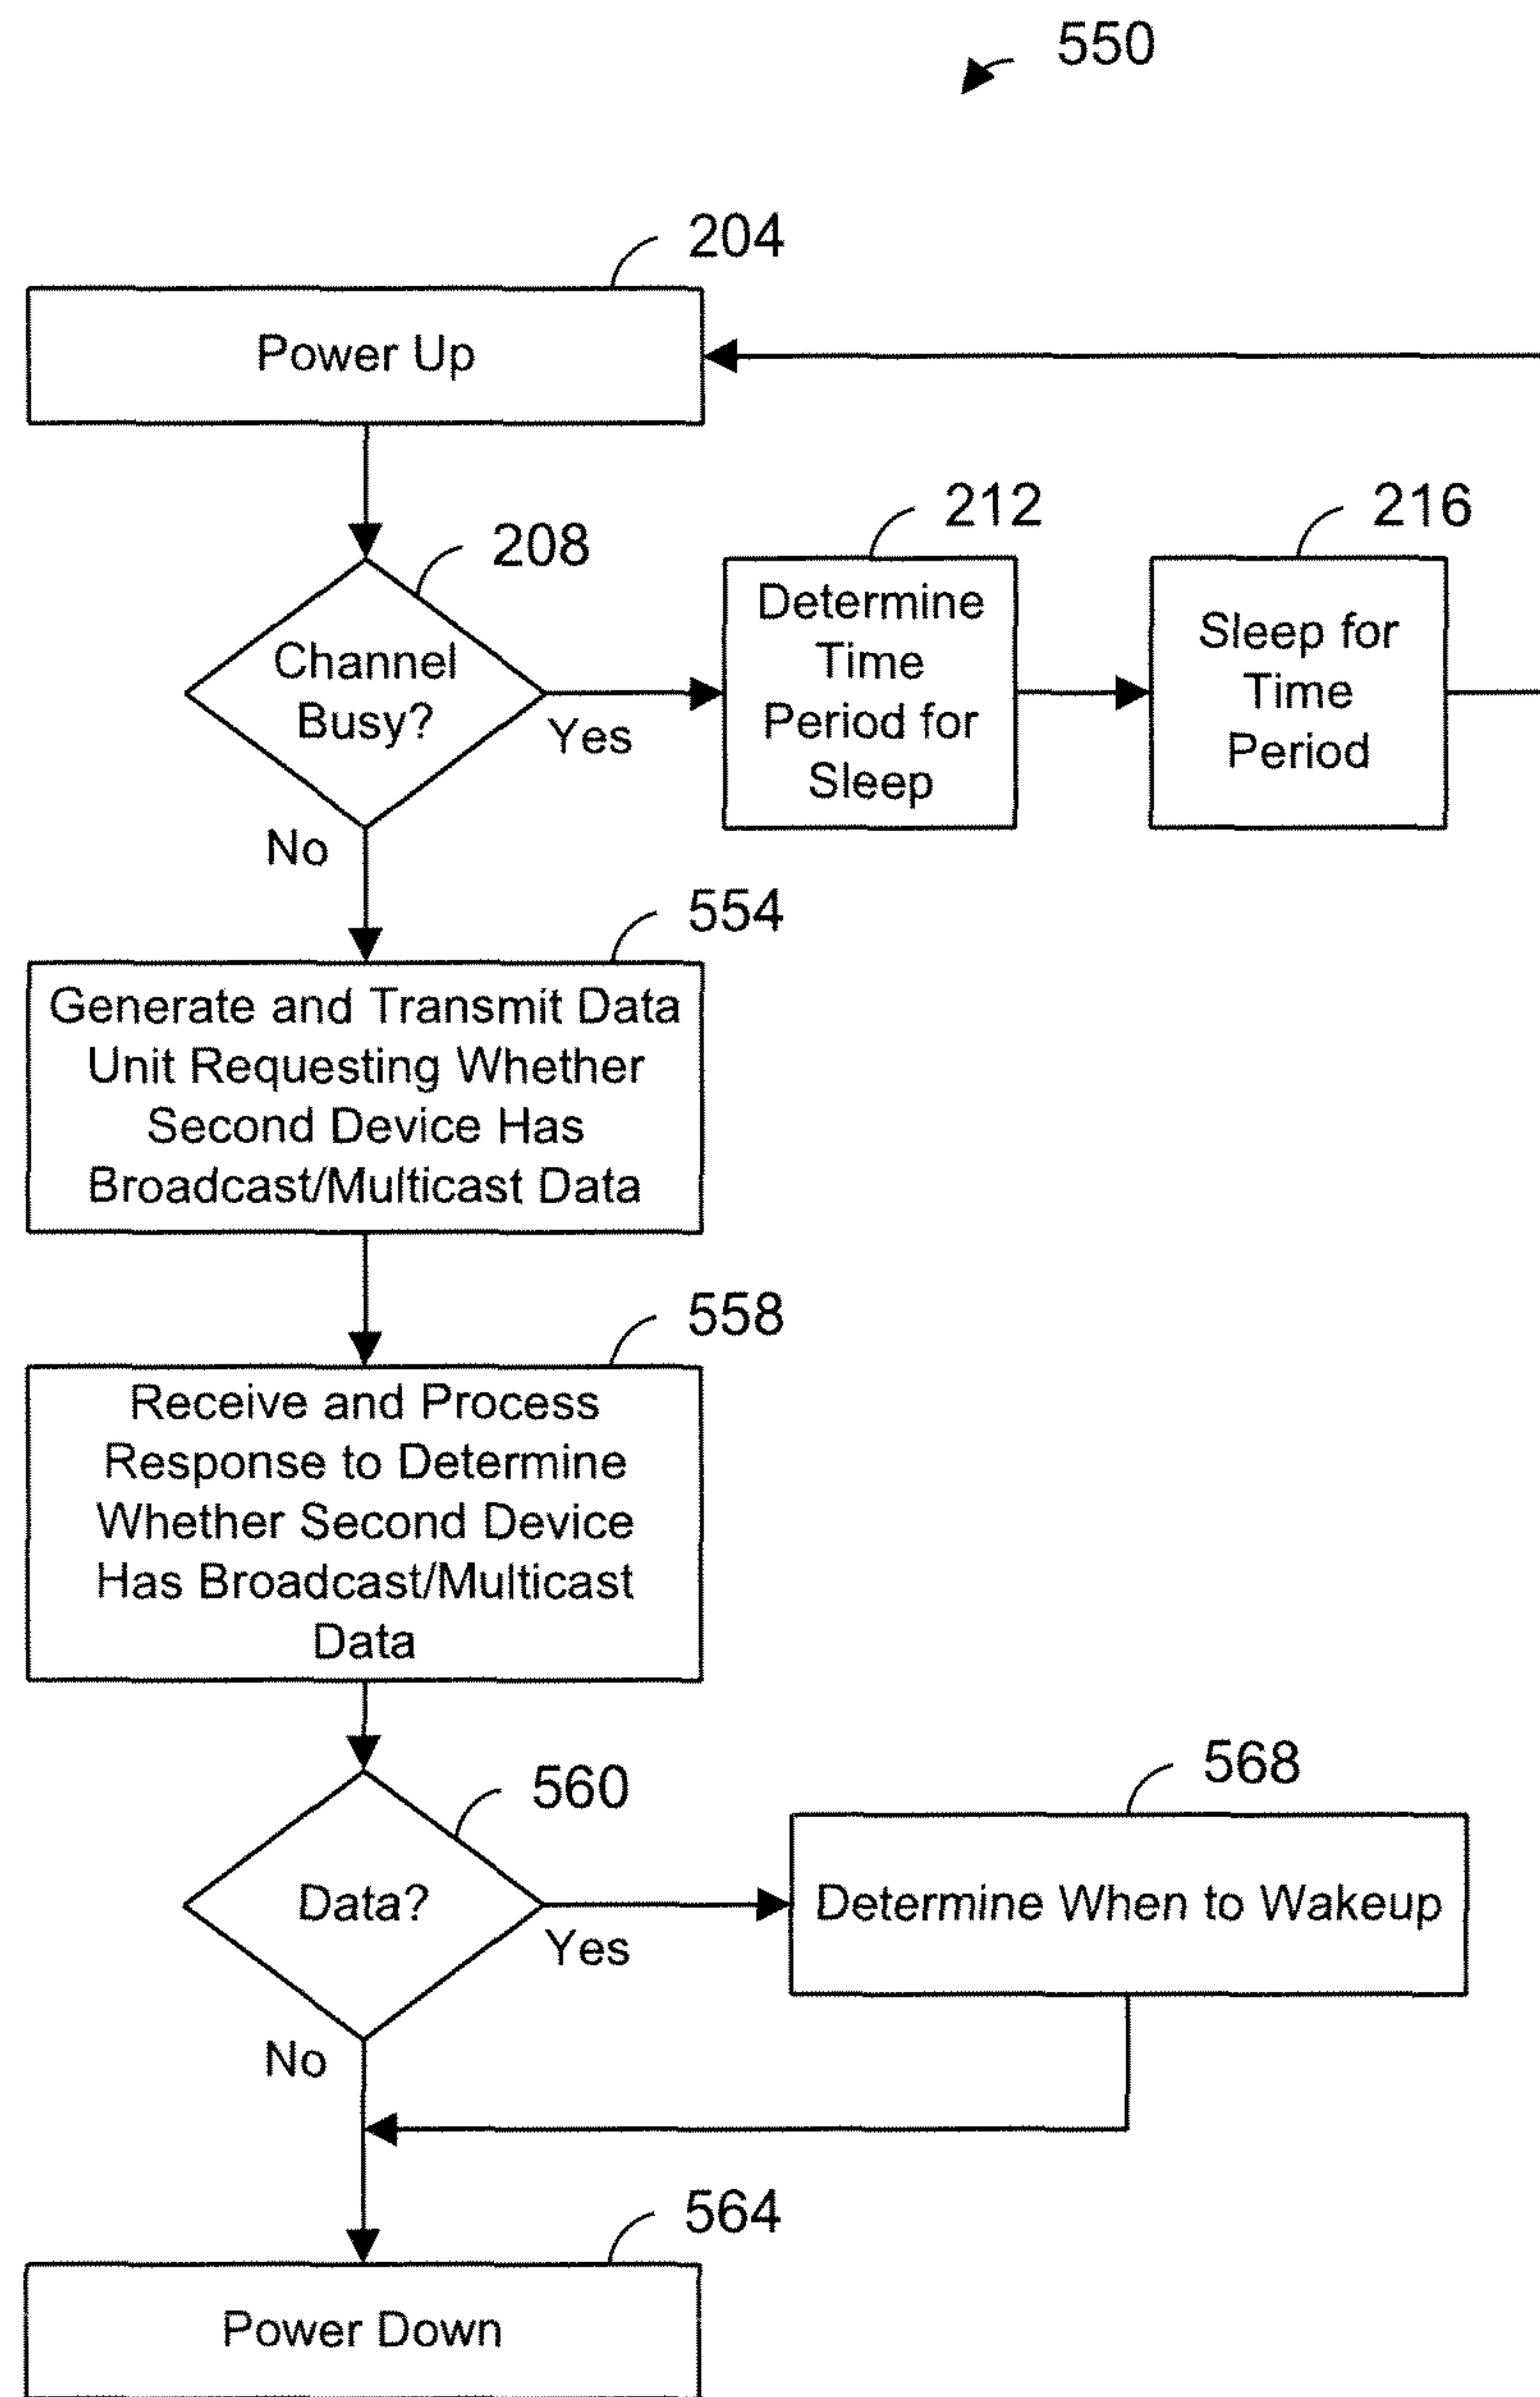 550
204
Power Up
208
Channel
Busy?
Yes
No
212
Determine
Time
Period for
Sleep
216
Sleep for
Time
Period
554
Generate and Transmit Data
Unit Requesting Whether
Second Device Has
Broadcast/Multicast Data
558
Receive and Process
Response to Determine
Whether Second Device
Has Broadcast/Multicast
Data
560
Data?
Yes
No
568
Determine When to Wakeup
564
Power Down